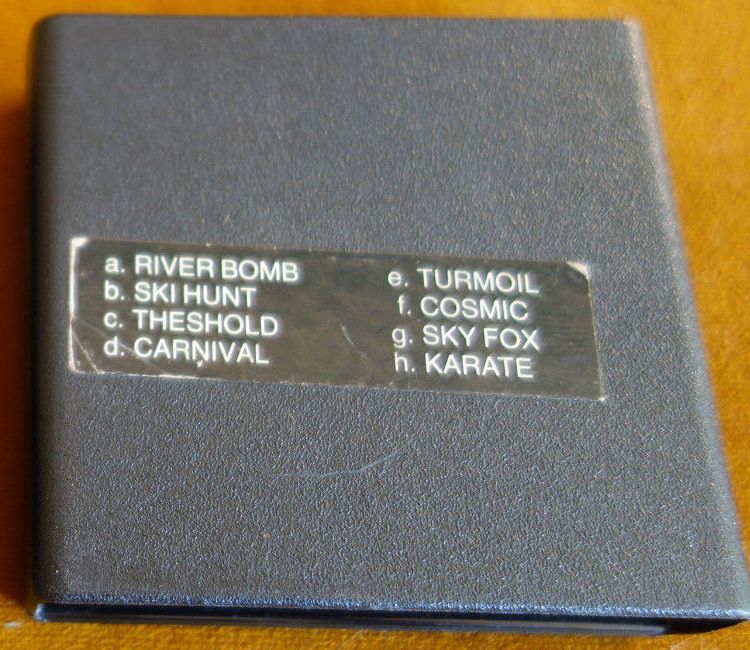 a. RIVER BOMB
b. SKI HUNT
c. THESHOLD
d. CARNIVAL
e. TURMOIL
f. COSMIC
g. SKY FOX
h. KARATE